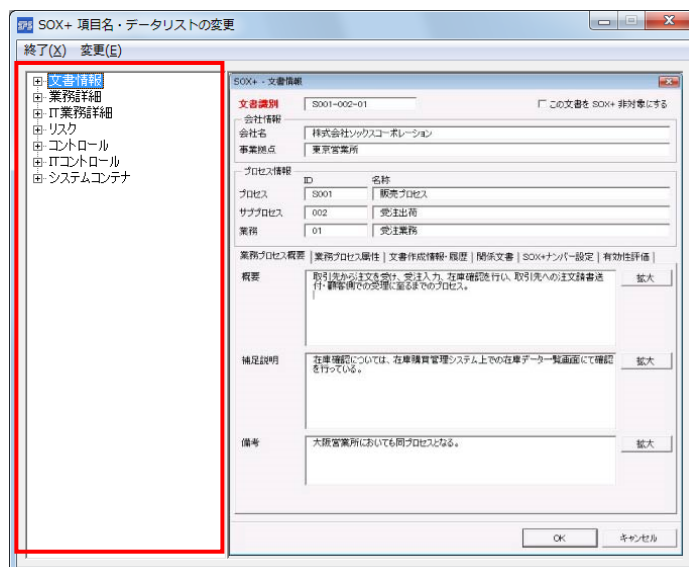 SPS SOX+ 項目名・データリストの変更
終了(X) 変更(E)
文書情報
業務詳細
IT業務詳細
リスク
コントロール
ITコントロール
システムコンテナ
SOX+ - 文書情報
文書識別 S001-002-01 この文書を SOX+ 非対象にする
会社情報
会社名 株式会社ソックスコーポレーション
事業拠点 東京営業所
プロセス情報
ID 名称
プロセス S001 販売プロセス
サブプロセス 002 受注出荷
業務 01 受注業務
業務プロセス概要 業務プロセス属性 文書作成情報・履歴 関係文書 SOX+ナンバー設定 有効性評価
概要 取引先から注文を受け、受注入力、在庫確認を行い、取引先への注文請書送 拡大
付・顧客側での受理に至るまでのプロセス。
補足説明 在庫確認については、在庫購買管理システム上での在庫データ一覧画面にて確認 拡大
を行っている。
備考 大阪営業所においても同プロセスとなる。 拡大
OK キャンセル